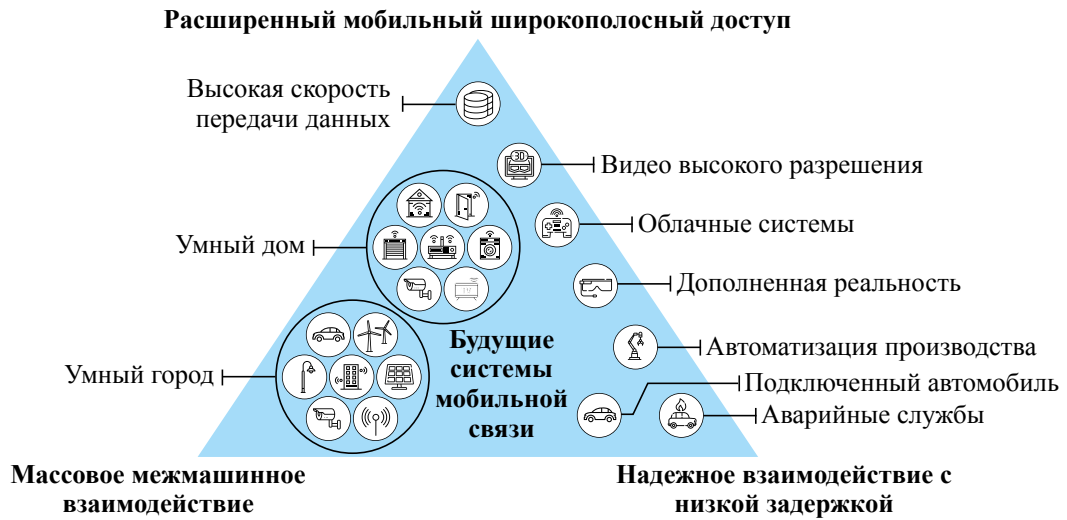 Расширенный мобильный широкополосный доступ
Высокая скорость
передачи данных
3D
Видео высокого разрешения
Облачные системы
Умный дом
Дополненная реальность
Будущие
системы
мобильной
связи
Автоматизация производства
Умный город
Подключенный автомобиль
Аварийные службы
Массовое межмашинное
взаимодействие
Надежное взаимодействие с
низкой задержкой